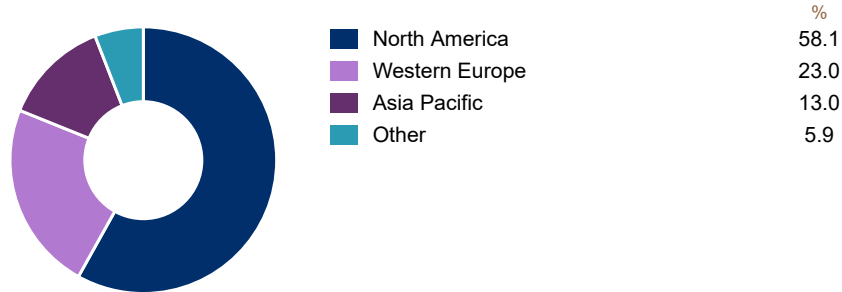 %
North America 58.1
Western Europe 23.0
Asia Pacific 13.0
Other 5.9